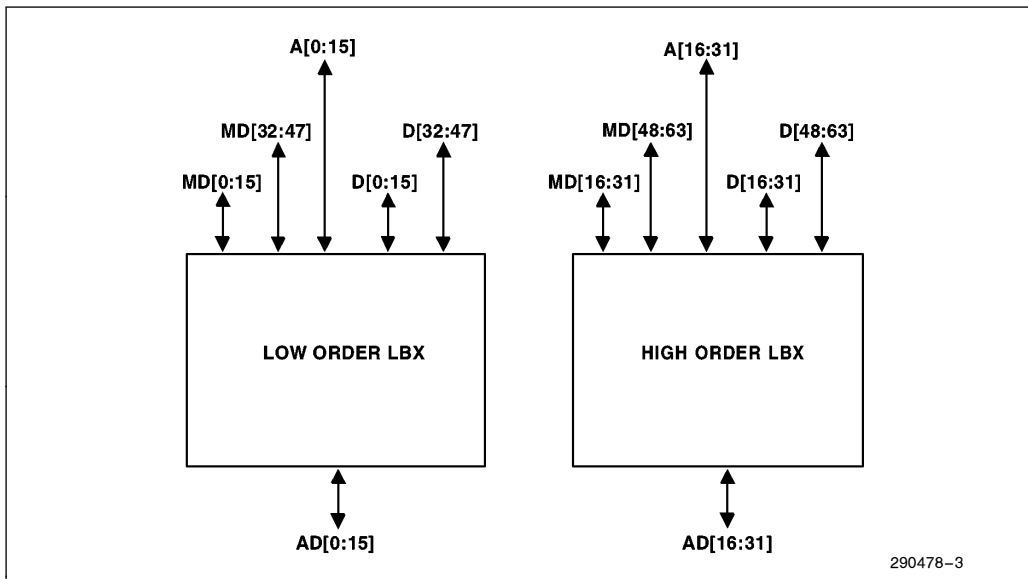 A[0:15] A[16:31]
MD[32:47] D[32:47] MD[48:63] D[48:63]
MD[0:15] D[0:15] MD[16:31] D[16:31]
LOW ORDER LBX HIGH ORDER LBX
AD[0:15] AD[16:31]
290478–3